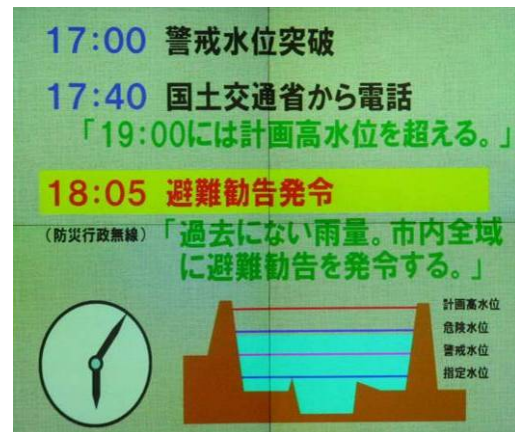 17:00 警戒水位突破
17:40 国土交通省から電話
「19:00には計画高水位を超える。」
18:05 避難勧告発令
(防災行政無線)「過去にない雨量。市内全域
に避難勧告を発令する。」
計画高水位
危険水位
警戒水位
指定水位